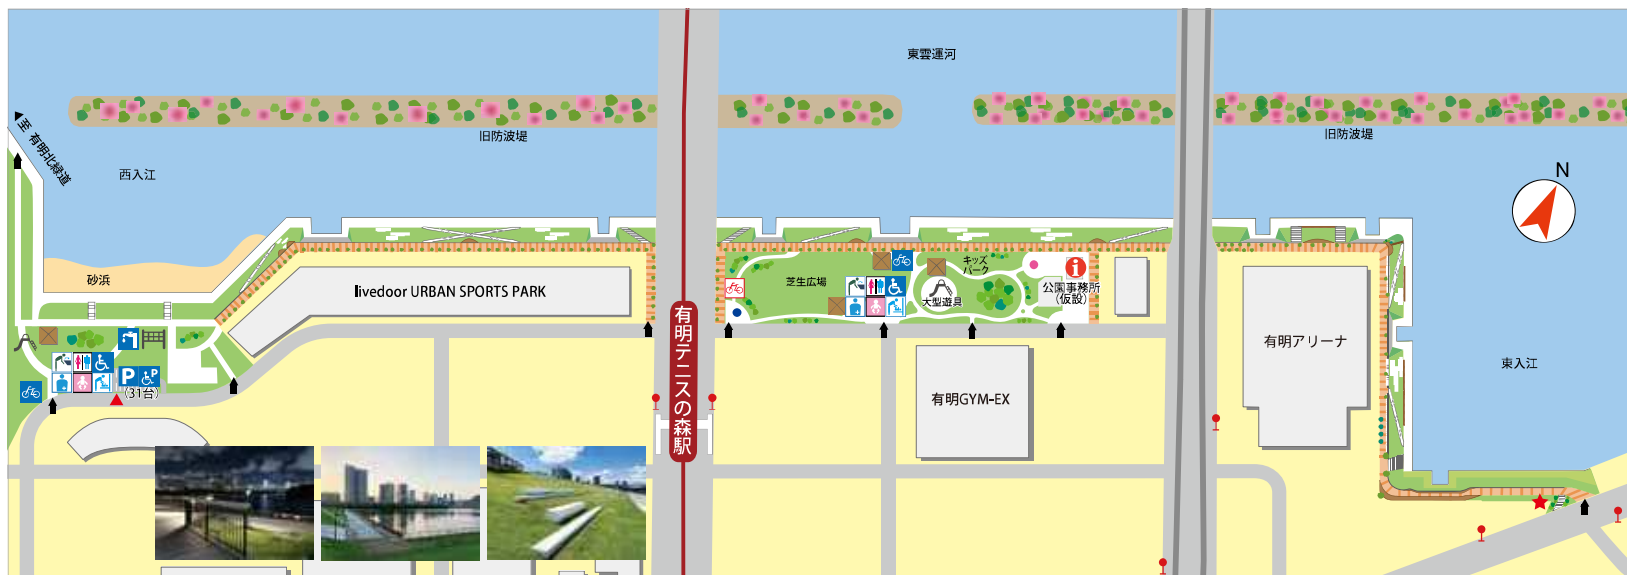 東雲運河
旧防波堤
旧防波堤
至 有明北緑道
西入江
N
砂浜
livedoor URBAN SPORTS PARK
芝生広場
キッズ
パーク
大型遊具
i
公園事務所
(仮設)
有明テニスの森駅
有明アリーナ
東入江
有明GYM-EX
P
P
(31台)